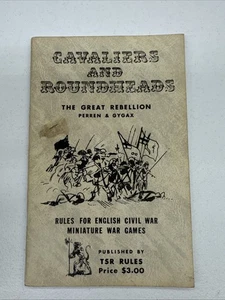 CAVALIERS
AND
ROUNDHEADS
THE GREAT REBELLION
PERREN & GYGAX
RULES FOR ENGLISH CIVIL WAR
MINIATURE WAR GAMES
PUBLISHED BY
TSR RULES
Price $3.00